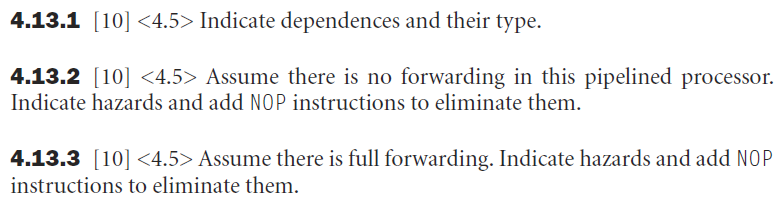 4.13.1 [10] <4.5> Indicate dependences and their type.
4.13.2 [10] <4.5> Assume there is no forwarding in this pipelined processor.
Indicate hazards and add NOP instructions to eliminate them.
4.13.3 [10] <4.5> Assume there is full forwarding. Indicate hazards and add NOP
instructions to eliminate them.